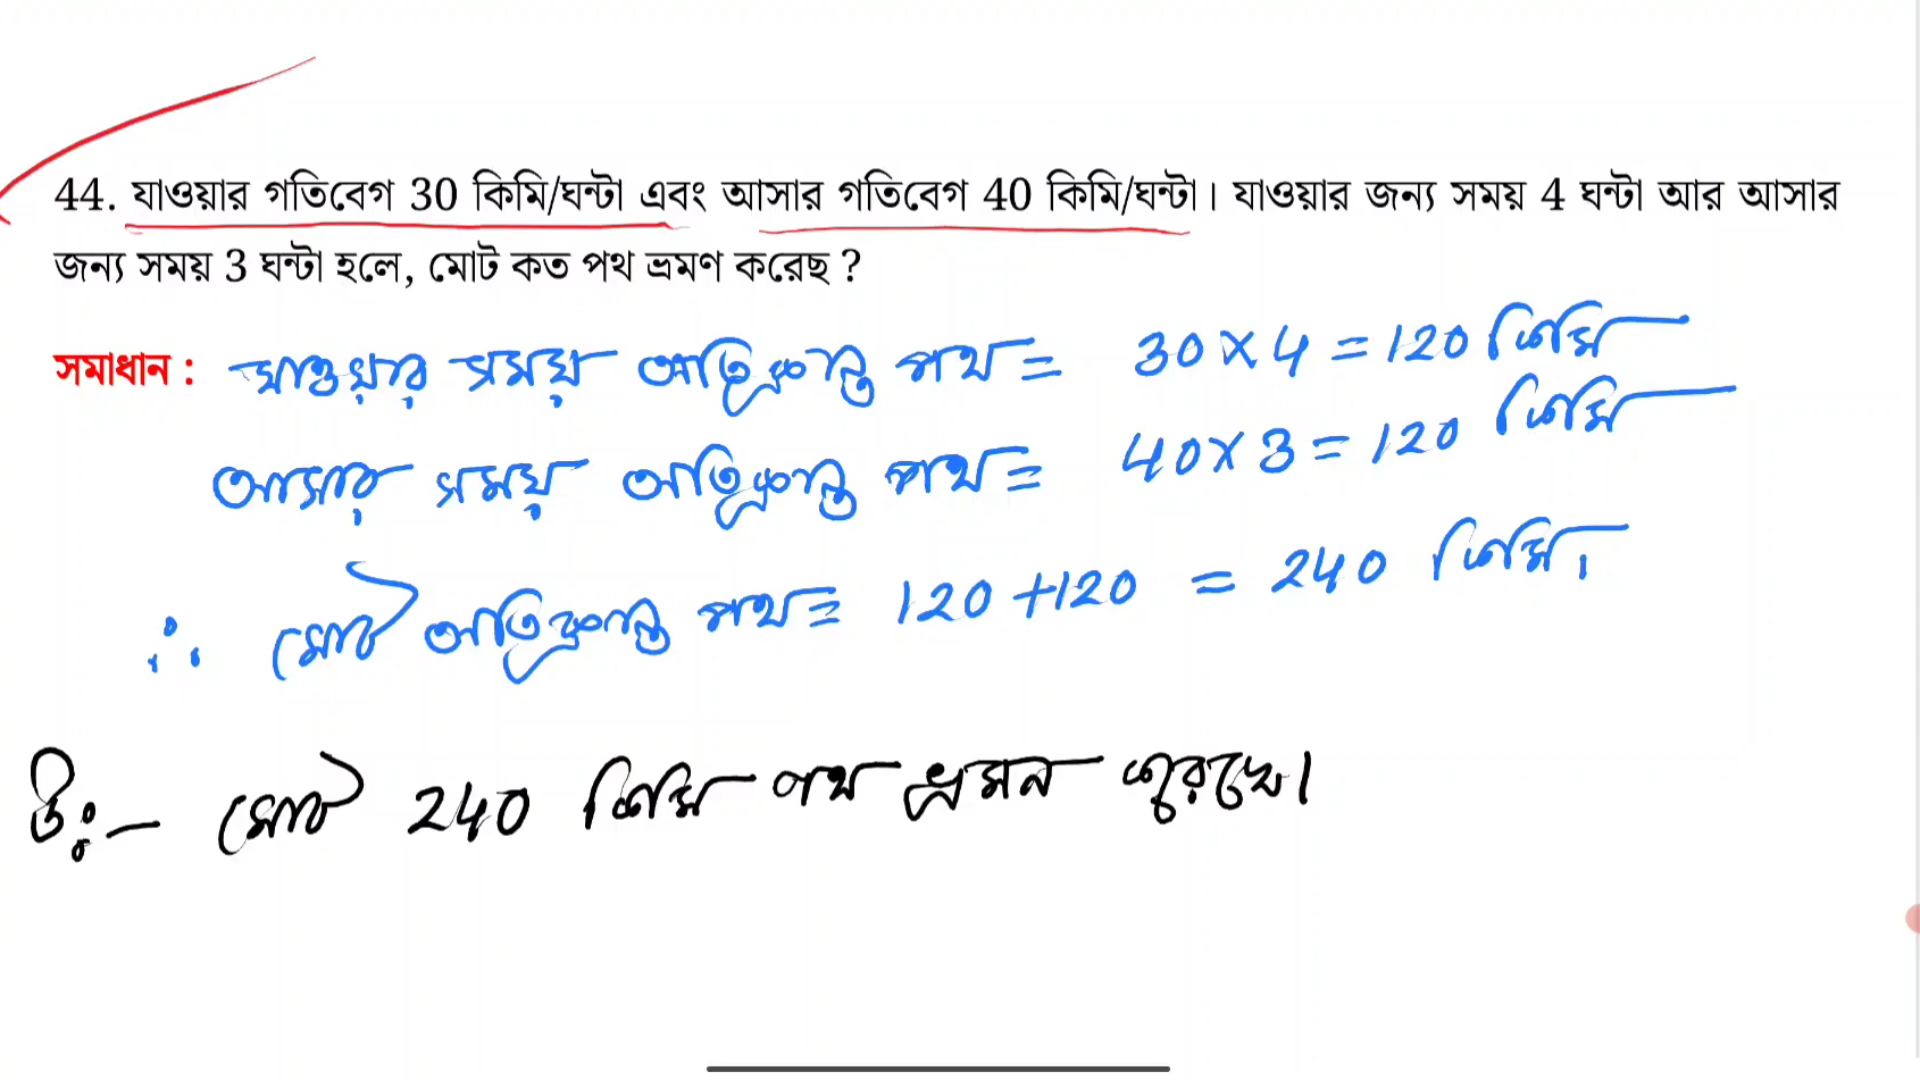 44. যাওয়ার গতিবেগ 30 কিমি/ঘন্টা এবং আসার গতিবেগ 40 কিমি/ঘন্টা। যাওয়ার জন্য সময় 4 ঘন্টা আর আসার
জন্য সময় 3 ঘন্টা হলে, মোট কত পথ ভ্রমণ করেছ ?
সমাধান : যাওয়ার সময় অতিক্রান্ত পথ = 30 × 4 = 120 কিমি
আসার সময় অতিক্রান্ত পথ = 40 × 3 = 120 কিমি
∴ মোট অতিক্রান্ত পথ = 120 + 120 = 240 কিমি।
উঃ- মোট 240 কিমি পথ ভ্রমন করেছে।